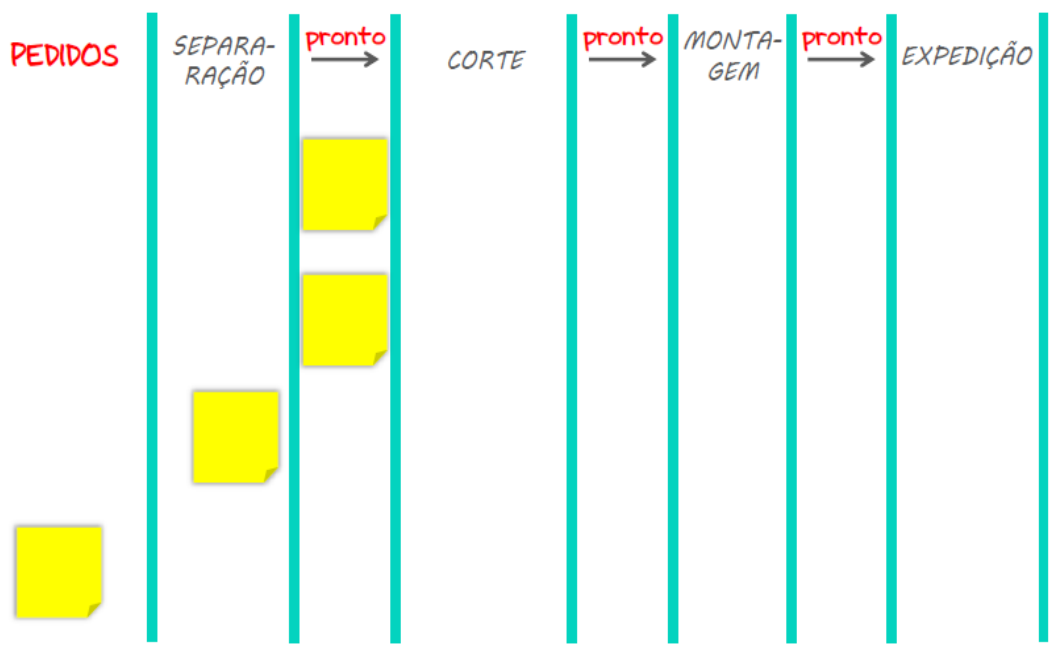 PEDIDOS
SEPARA-
RAÇÃO
pronto
CORTE
pronto
MONTA-
GEM
pronto
EXPEDIÇÃO